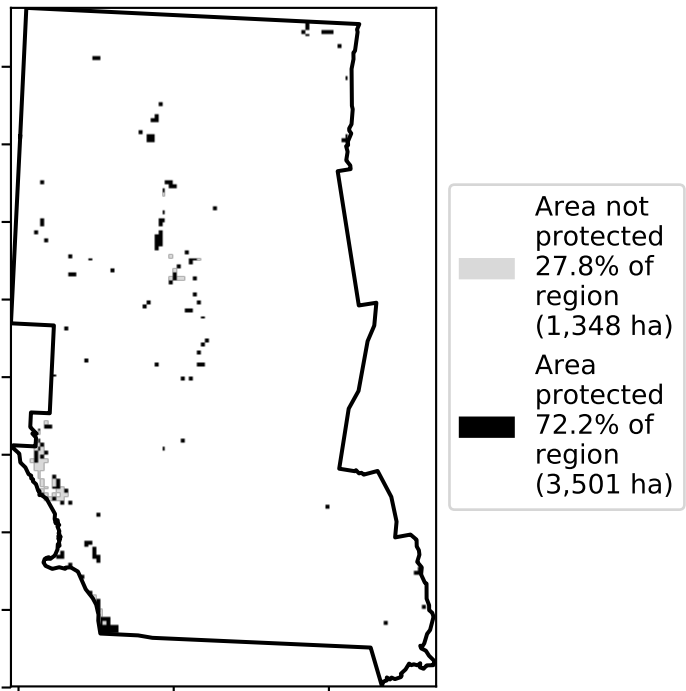 Area not
protected
27.8% of
region
(1,348 ha)
Area
protected
72.2% of
region
(3,501 ha)